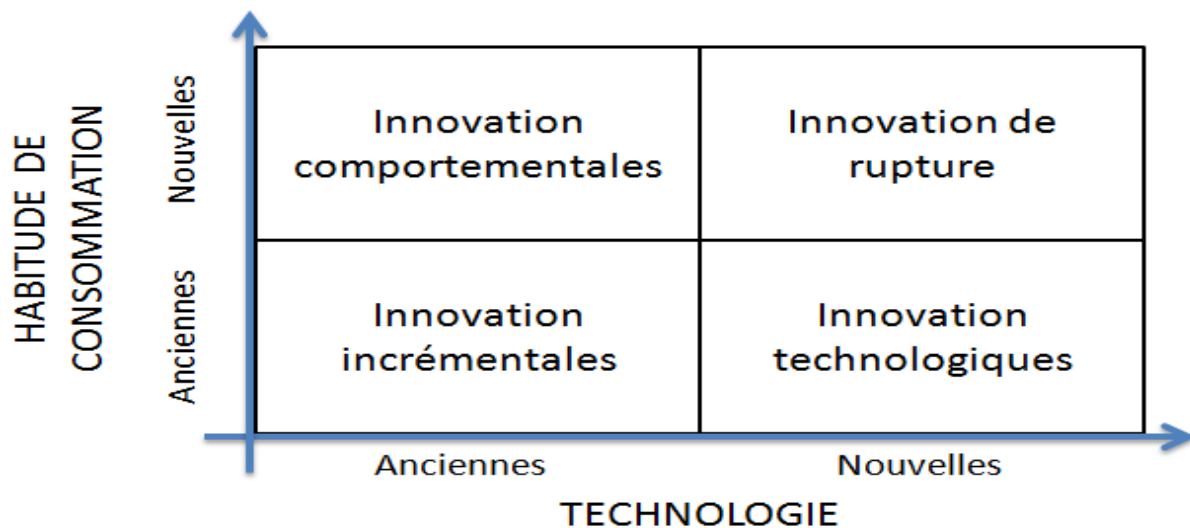 HABITUDE DE
CONSOMMATION
Nouvelles
Anciennes
Innovation
comportementales
Innovation de
rupture
Innovation
incrémentales
Innovation
technologiques
Anciennes
Nouvelles
TECHNOLOGIE